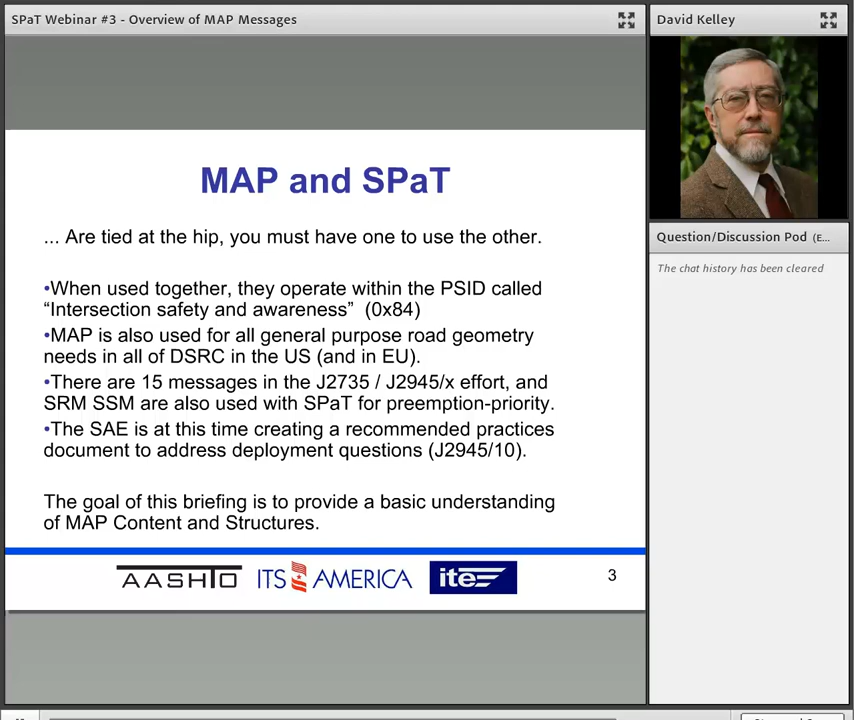 SPaT Webinar #3 - Overview of MAP Messages
David Kelley
MAP and SPaT
... Are tied at the hip, you must have one to use the other.
•When used together, they operate within the PSID called
“Intersection safety and awareness” (0x84)
•MAP is also used for all general purpose road geometry
needs in all of DSRC in the US (and in EU).
•There are 15 messages in the J2735 / J2945/x effort, and
SRM SSM are also used with SPaT for preemption-priority.
•The SAE is at this time creating a recommended practices
document to address deployment questions (J2945/10).
The goal of this briefing is to provide a basic understanding
of MAP Content and Structures.
AASHTO ITS AMERICA ite 3
Question/Discussion Pod (E...
The chat history has been cleared